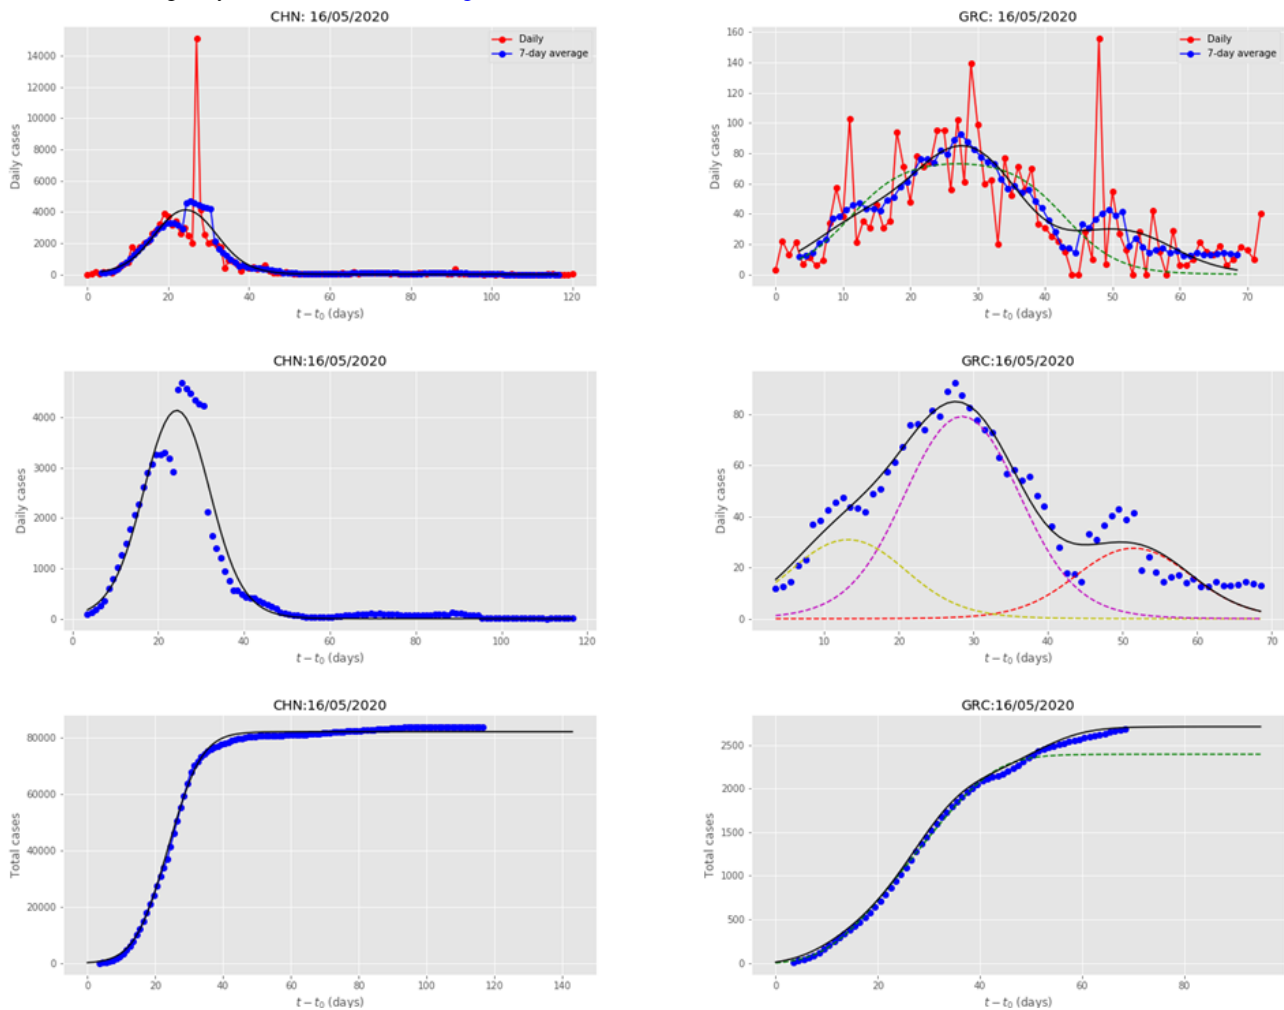 CHN: 16/05/2020
Daily
7-day average
14000
12000
10000
8000
6000
4000
2000
0
Daily cases
0 20 40 60 80 100 120
t − t₀ (days)
GRC: 16/05/2020
Daily
7-day average
160
140
120
100
80
60
40
20
0
Daily cases
0 10 20 30 40 50 60 70
t − t₀ (days)
CHN:16/05/2020
4000
3000
2000
1000
0
Daily cases
0 20 40 60 80 100 120
t − t₀ (days)
GRC:16/05/2020
80
60
40
20
0
Daily cases
10 20 30 40 50 60 70
t − t₀ (days)
CHN:16/05/2020
80000
60000
40000
20000
0
Total cases
0 20 40 60 80 100 120 140
t − t₀ (days)
GRC:16/05/2020
2500
2000
1500
1000
500
0
Total cases
0 20 40 60 80
t − t₀ (days)